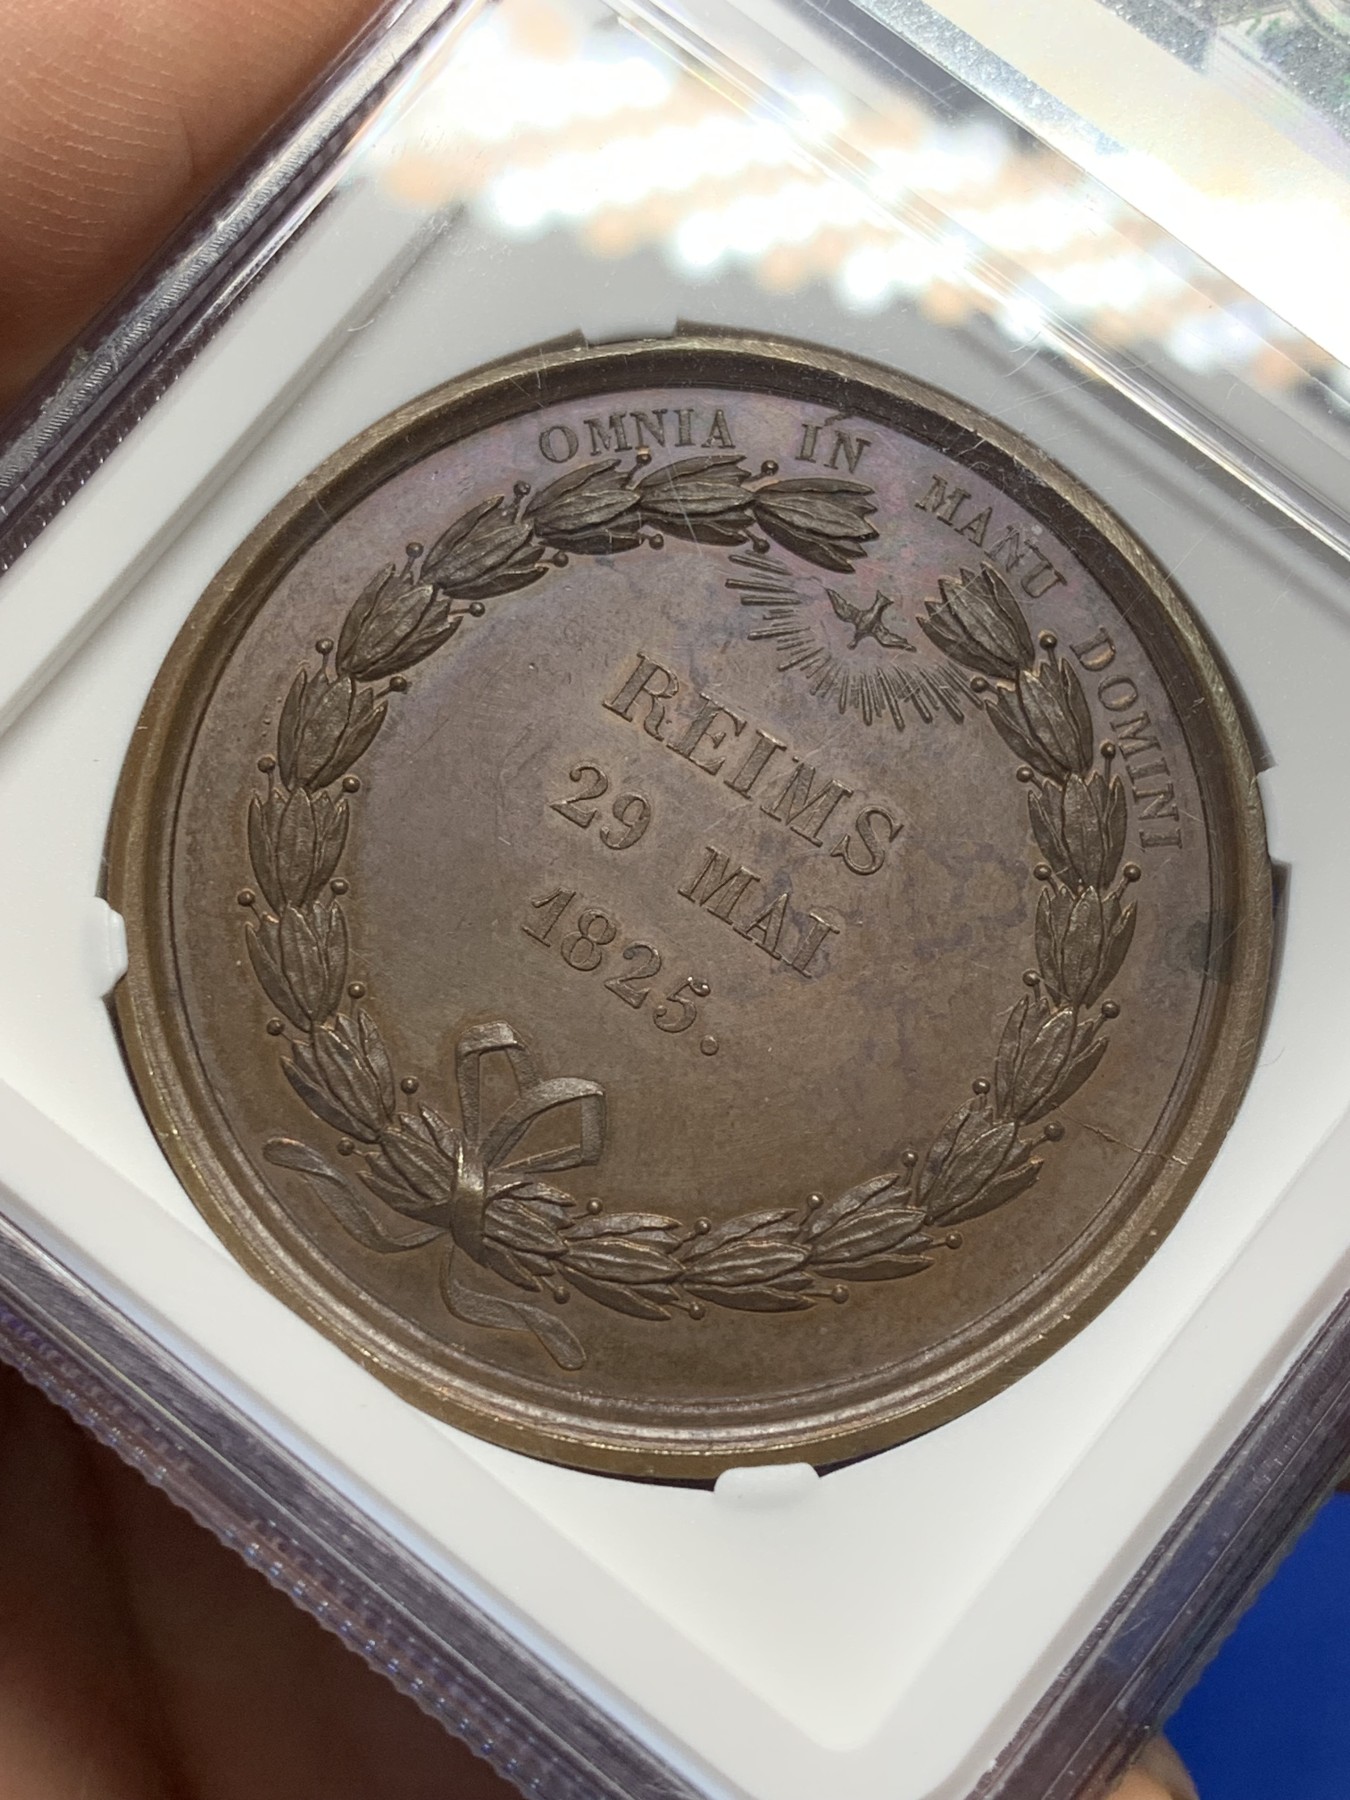 OMNIA IN MANU DOMINI
REIMS
29 MAI
1825.